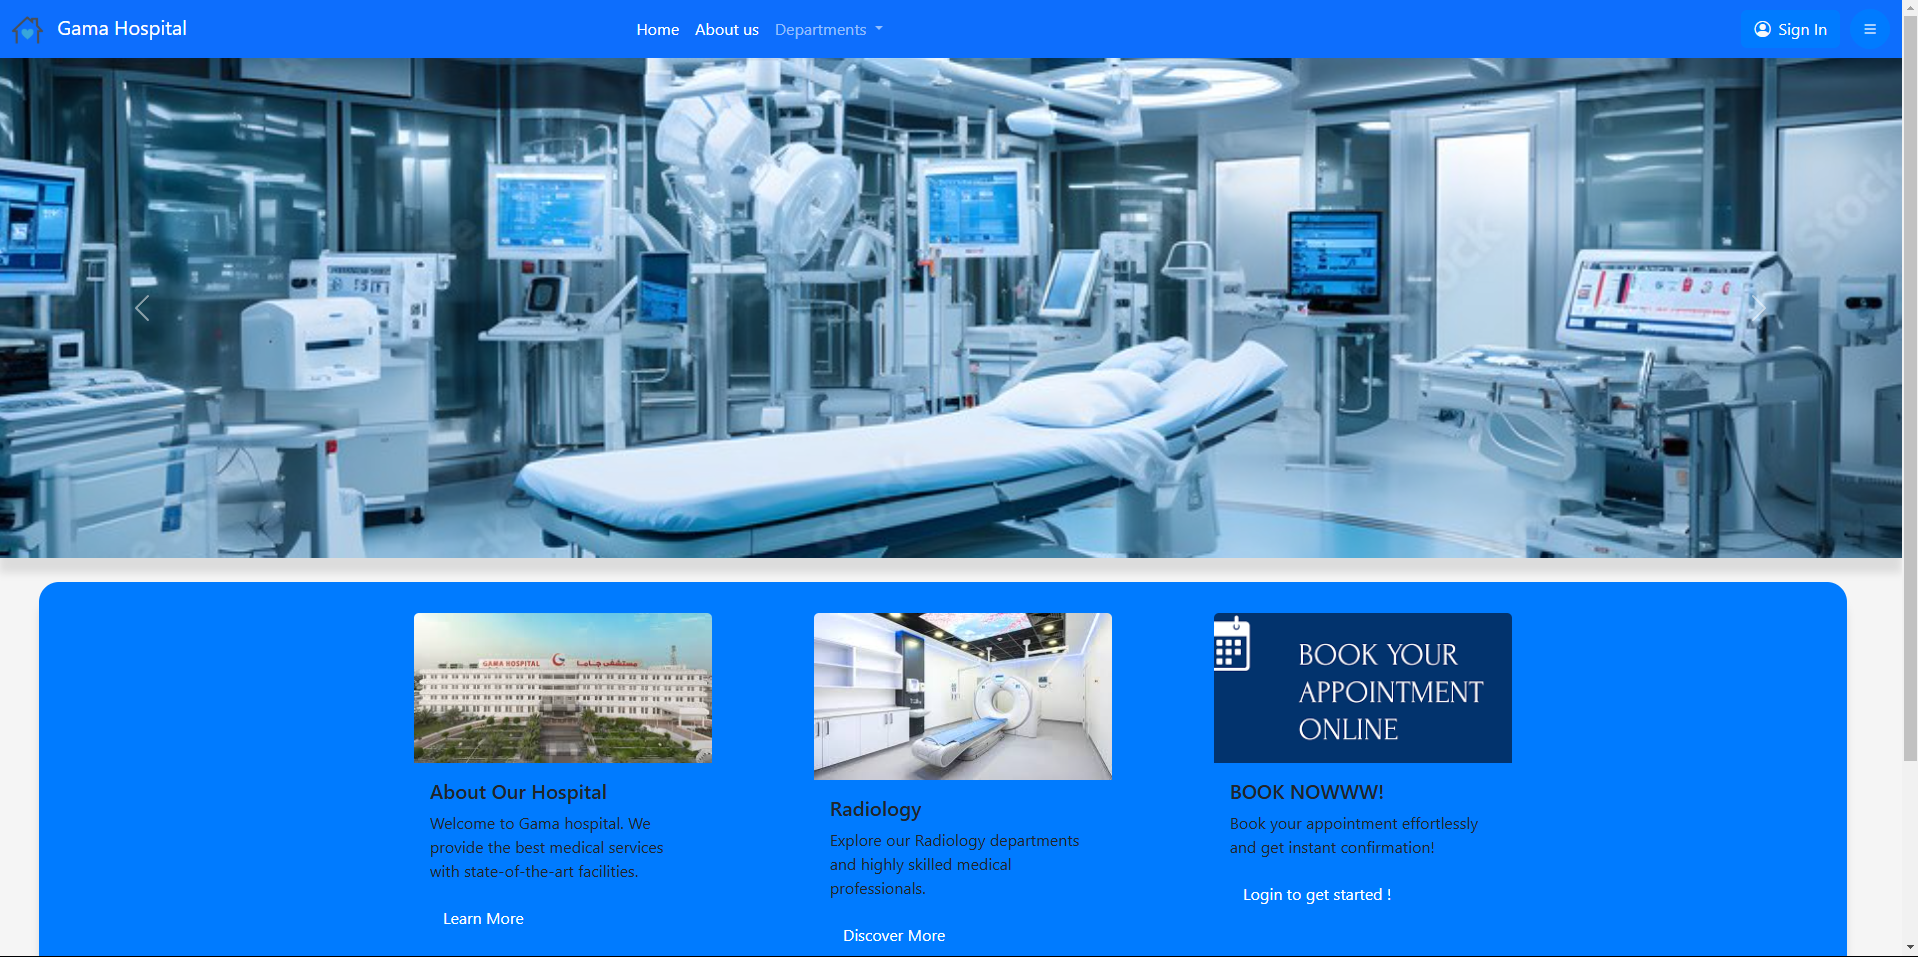 Gama Hospital
Home
About us
Departments
Sign In
Stock
GAMA HOSPITAL
مستشفى جاما
BOOK YOUR
APPOINTMENT
ONLINE
About Our Hospital
Welcome to Gama hospital. We
provide the best medical services
with state-of-the-art facilities.
Learn More
Radiology
Explore our Radiology departments
and highly skilled medical
professionals.
Discover More
BOOK NOWWW!
Book your appointment effortlessly
and get instant confirmation!
Login to get started !